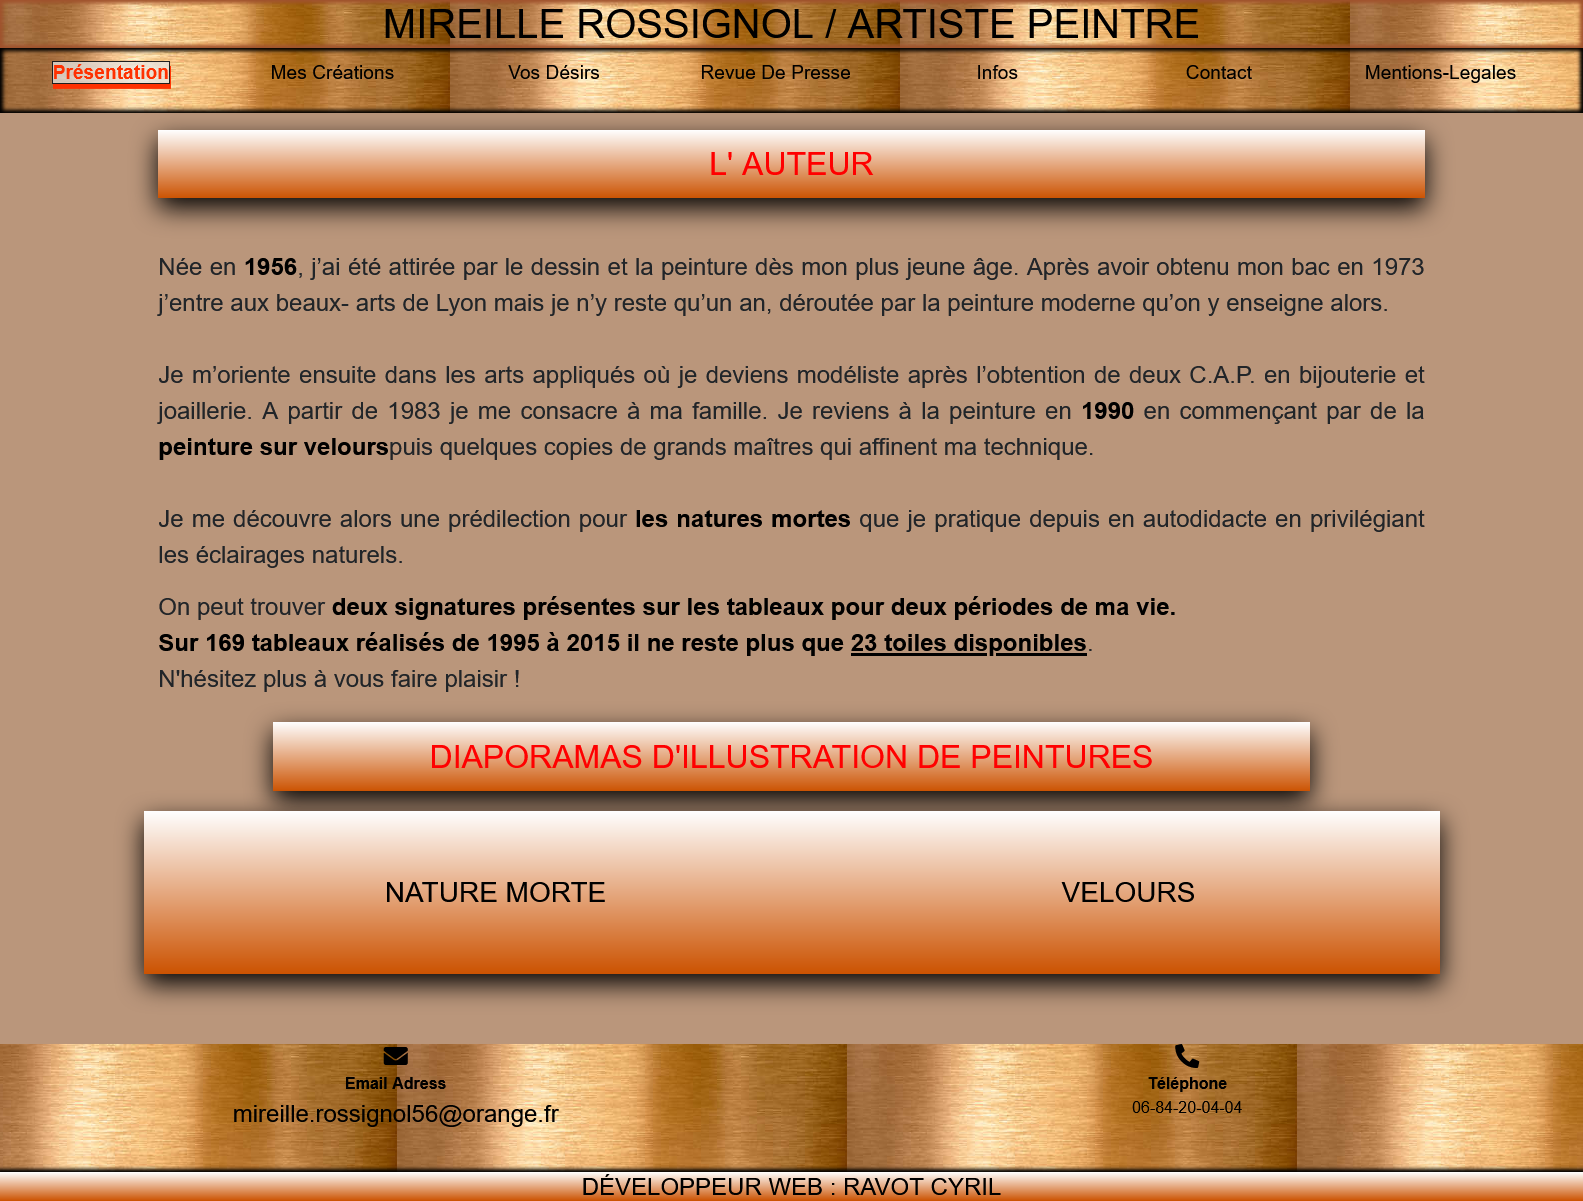 MIREILLE ROSSIGNOL / ARTISTE PEINTRE
Présentation Mes Créations Vos Désirs Revue De Presse Infos Contact Mentions-Legales
L' AUTEUR
Née en 1956, j’ai été attirée par le dessin et la peinture dès mon plus jeune âge. Après avoir obtenu mon bac en 1973
j’entre aux beaux- arts de Lyon mais je n’y reste qu’un an, déroutée par la peinture moderne qu’on y enseigne alors.
Je m’oriente ensuite dans les arts appliqués où je deviens modéliste après l’obtention de deux C.A.P. en bijouterie et
joaillerie. A partir de 1983 je me consacre à ma famille. Je reviens à la peinture en 1990 en commençant par de la
peinture sur velourspuis quelques copies de grands maîtres qui affinent ma technique.
Je me découvre alors une prédilection pour les natures mortes que je pratique depuis en autodidacte en privilégiant
les éclairages naturels.
On peut trouver deux signatures présentes sur les tableaux pour deux périodes de ma vie.
Sur 169 tableaux réalisés de 1995 à 2015 il ne reste plus que 23 toiles disponibles.
N'hésitez plus à vous faire plaisir !
DIAPORAMAS D'ILLUSTRATION DE PEINTURES
NATURE MORTE VELOURS
Email Adress Téléphone
mireille.rossignol56@orange.fr 06-84-20-04-04
DÉVELOPPEUR WEB : RAVOT CYRIL